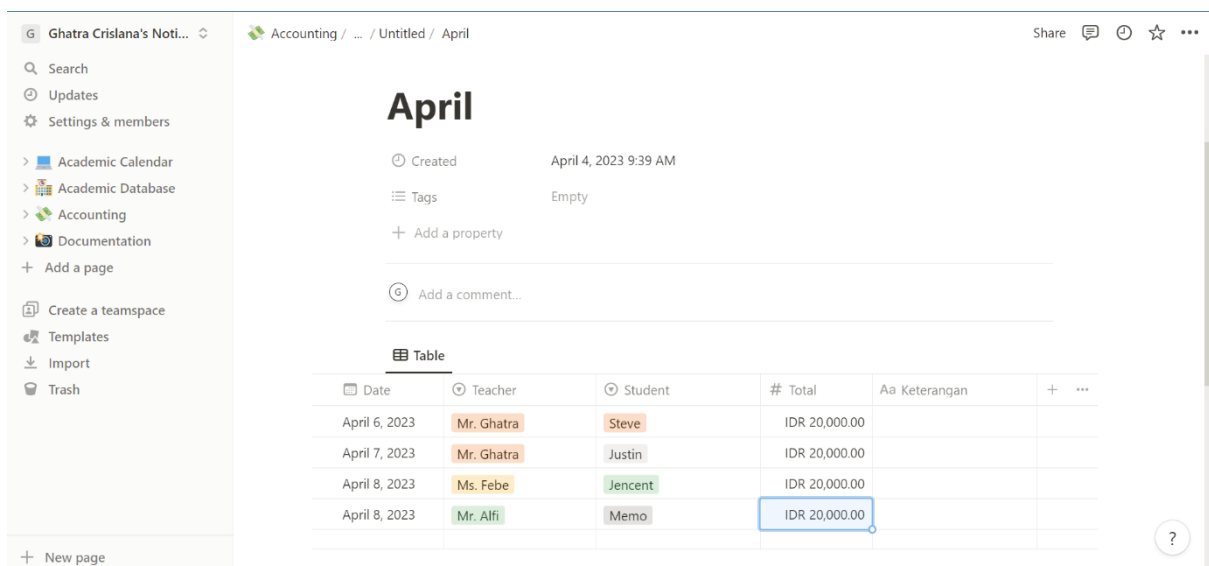 G Ghatra Crislana's Noti...
Search
Updates
Settings & members
Academic Calendar
Academic Database
Accounting
Documentation
+ Add a page
Create a teamspace
Templates
Import
Trash
+ New page
Accounting / ... / Untitled / April
Share
April
Created April 4, 2023 9:39 AM
Tags Empty
+ Add a property
G Add a comment...
Table
Date Teacher Student # Total Aa Keterangan + ...
April 6, 2023 Mr. Ghatra Steve IDR 20,000.00
April 7, 2023 Mr. Ghatra Justin IDR 20,000.00
April 8, 2023 Ms. Febe Jencent IDR 20,000.00
April 8, 2023 Mr. Alfi Memo IDR 20,000.00
?